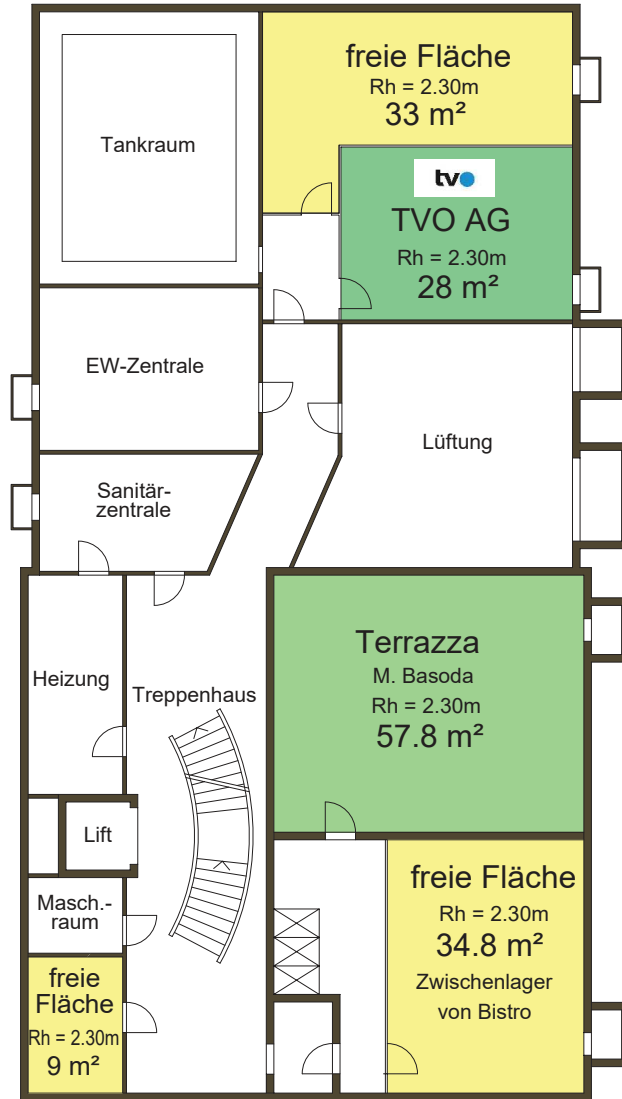 freie Fläche
Rh = 2.30m
33 m²
Tankraum
tvo
TVO AG
Rh = 2.30m
28 m²
EW-Zentrale
Lüftung
Sanitär-
zentrale
Terrazza
M. Basoda
Rh = 2.30m
57.8 m²
Heizung
Treppenhaus
Lift
freie Fläche
Rh = 2.30m
34.8 m²
Zwischenlager
von Bistro
Masch.-
raum
freie
Fläche
Rh = 2.30m
9 m²